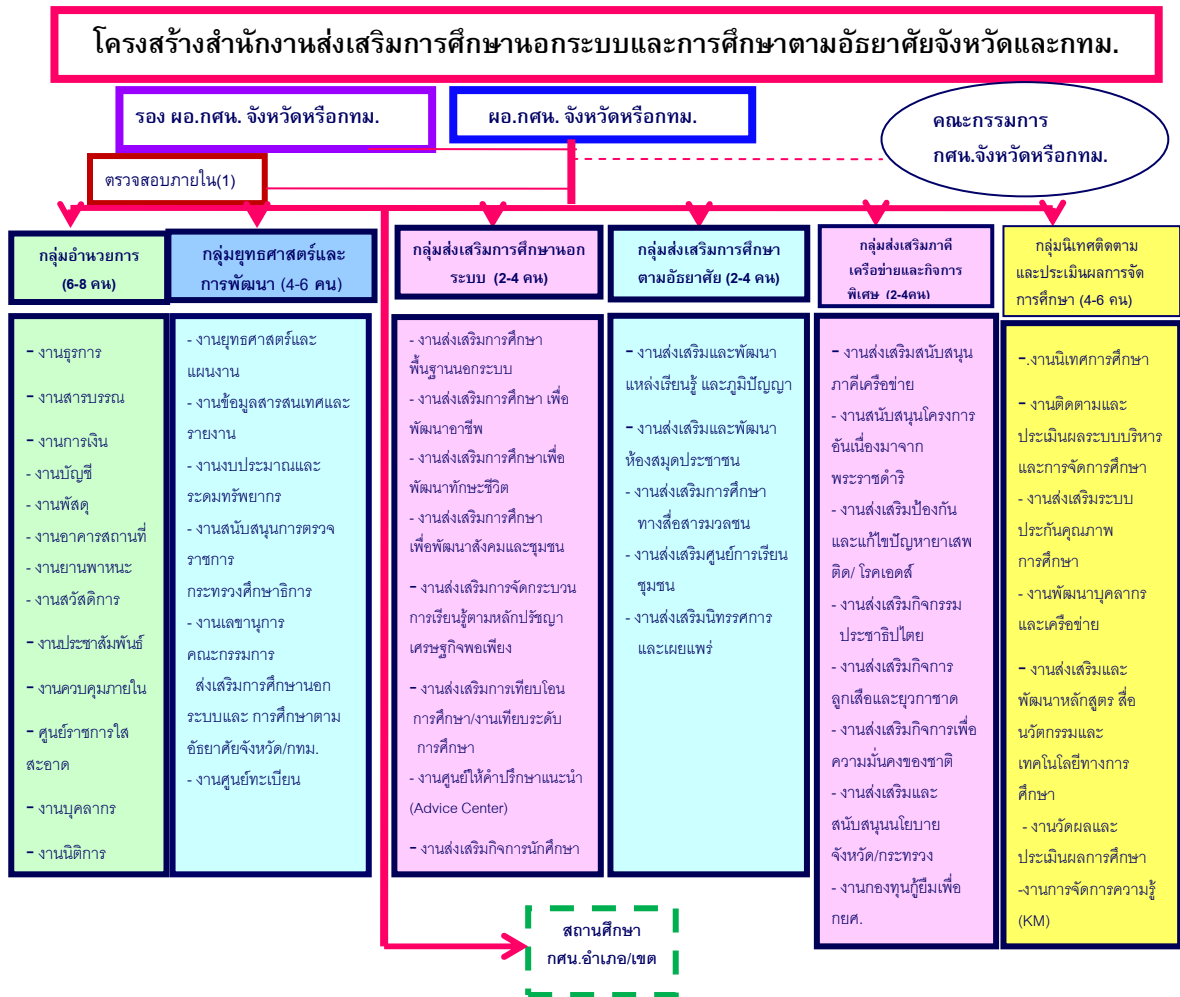 โครงสร้างสำนักงานส่งเสริมการศึกษานอกระบบและการศึกษาตามอัธยาศัยจังหวัดและกทม.
รอง ผอ.กศน. จังหวัดหรือกทม.
ผอ.กศน. จังหวัดหรือกทม.
คณะกรรมการ
กศน.จังหวัดหรือกทม.
ตรวจสอบภายใน(1)
กลุ่มอำนวยการ
(6-8 คน)
- งานธุรการ
- งานสารบรรณ
- งานการเงิน
- งานบัญชี
- งานพัสดุ
- งานอาคารสถานที่
- งานยานพาหนะ
- งานสวัสดิการ
- งานประชาสัมพันธ์
- งานควบคุมภายใน
- ศูนย์ราชการใส
สะอาด
- งานบุคลากร
- งานนิติการ
กลุ่มยุทธศาสตร์และ
การพัฒนา (4-6 คน)
- งานยุทธศาสตร์และ
แผนงาน
- งานข้อมูลสารสนเทศและ
รายงาน
- งานงบประมาณและ
ระดมทรัพยากร
- งานสนับสนุนการตรวจ
ราชการ
กระทรวงศึกษาธิการ
- งานเลขานุการ
คณะกรรมการ
ส่งเสริมการศึกษานอก
ระบบและ การศึกษาตาม
อัธยาศัยจังหวัด/กทม.
- งานศูนย์ทะเบียน
กลุ่มส่งเสริมการศึกษานอก
ระบบ (2-4 คน)
- งานส่งเสริมการศึกษา
พื้นฐานนอกระบบ
- งานส่งเสริมการศึกษา เพื่อ
พัฒนาอาชีพ
- งานส่งเสริมการศึกษาเพื่อ
พัฒนาทักษะชีวิต
- งานส่งเสริมการศึกษา
เพื่อพัฒนาสังคมและชุมชน
- งานส่งเสริมการจัดกระบวน
การเรียนรู้ตามหลักปรัชญา
เศรษฐกิจพอเพียง
- งานส่งเสริมการเทียบโอน
การศึกษา/งานเทียบระดับ
การศึกษา
- งานศูนย์ให้คำปรึกษาแนะนำ
(Advice Center)
- งานส่งเสริมกิจการนักศึกษา
กลุ่มส่งเสริมการศึกษา
ตามอัธยาศัย (2-4 คน)
- งานส่งเสริมและพัฒนา
แหล่งเรียนรู้ และภูมิปัญญา
- งานส่งเสริมและพัฒนา
ห้องสมุดประชาชน
- งานส่งเสริมการศึกษา
ทางสื่อสารมวลชน
- งานส่งเสริมศูนย์การเรียน
ชุมชน
- งานส่งเสริมนิทรรศการ
และเผยแพร่
กลุ่มส่งเสริมภาคี
เครือข่ายและกิจการ
พิเศษ (2-4คน)
- งานส่งเสริมสนับสนุน
ภาคีเครือข่าย
- งานสนับสนุนโครงการ
อันเนื่องมาจาก
พระราชดำริ
- งานส่งเสริมป้องกัน
และแก้ไขปัญหายาเสพ
ติด/ โรคเอดส์
- งานส่งเสริมกิจกรรม
ประชาธิปไตย
- งานส่งเสริมกิจการ
ลูกเสือและยุวกาชาด
- งานส่งเสริมกิจการเพื่อ
ความมั่นคงของชาติ
- งานส่งเสริมและ
สนับสนุนนโยบาย
จังหวัด/กระทรวง
- งานกองทุนกู้ยืมเพื่อ
กยศ.
กลุ่มนิเทศติดตาม
และประเมินผลการจัด
การศึกษา (4-6 คน)
-.งานนิเทศการศึกษา
- งานติดตามและ
ประเมินผลระบบบริหาร
และการจัดการศึกษา
- งานส่งเสริมระบบ
ประกันคุณภาพ
การศึกษา
- งานพัฒนาบุคลากร
และเครือข่าย
- งานส่งเสริมและ
พัฒนาหลักสูตร สื่อ
นวัตกรรมและ
เทคโนโลยีทางการ
ศึกษา
- งานวัดผลและ
ประเมินผลการศึกษา
-งานการจัดการความรู้
(KM)
สถานศึกษา
กศน.อำเภอ/เขต